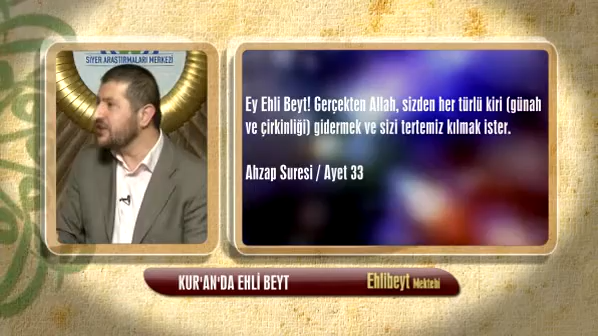 SİYER ARAŞTIRMALARI MERKEZİ
Ey Ehli Beyt! Gerçekten Allah, sizden her türlü kiri (günah
ve çirkinliği) gidermek ve sizi tertemiz kılmak ister.
Ahzap Suresi / Ayet 33
KUR'AN'DA EHLİ BEYT
Ehlibeyt Mektebi